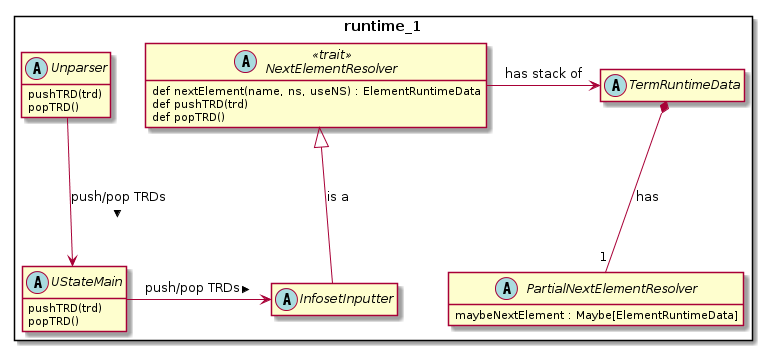 runtime_1
A Unparser
pushTRD(trd)
popTRD()
A «trait»
NextElementResolver
def nextElement(name, ns, useNS) : ElementRuntimeData
def pushTRD(trd)
def popTRD()
has stack of
A TermRuntimeData
push/pop TRDs
is a
has
1
A UStateMain
pushTRD(trd)
popTRD()
push/pop TRDs
A InfosetInputter
A PartialNextElementResolver
maybeNextElement : Maybe[ElementRuntimeData]